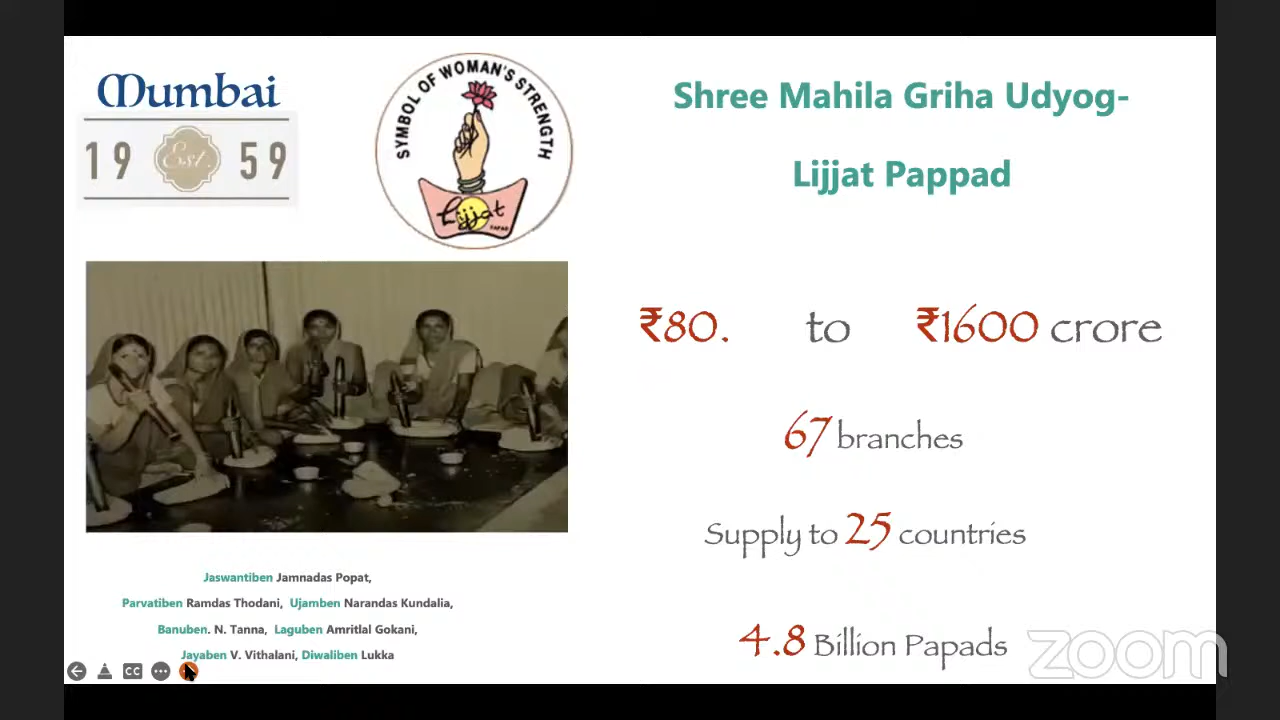 Mumbai
19 Est. 59
SYMBOL OF WOMAN'S STRENGTH
Lijjat
PAPAD
Shree Mahila Griha Udyog-
Lijjat Pappad
₹80. to ₹1600 crore
67 branches
Supply to 25 countries
4.8 Billion Papads
Jaswantiben Jamnadas Popat,
Parvatiben Ramdas Thodani, Ujamben Narandas Kundalia,
Banuben. N. Tanna, Laguben Amritlal Gokani,
Jayaben V. Vithalani, Diwaliben Lukka
CC
zoom